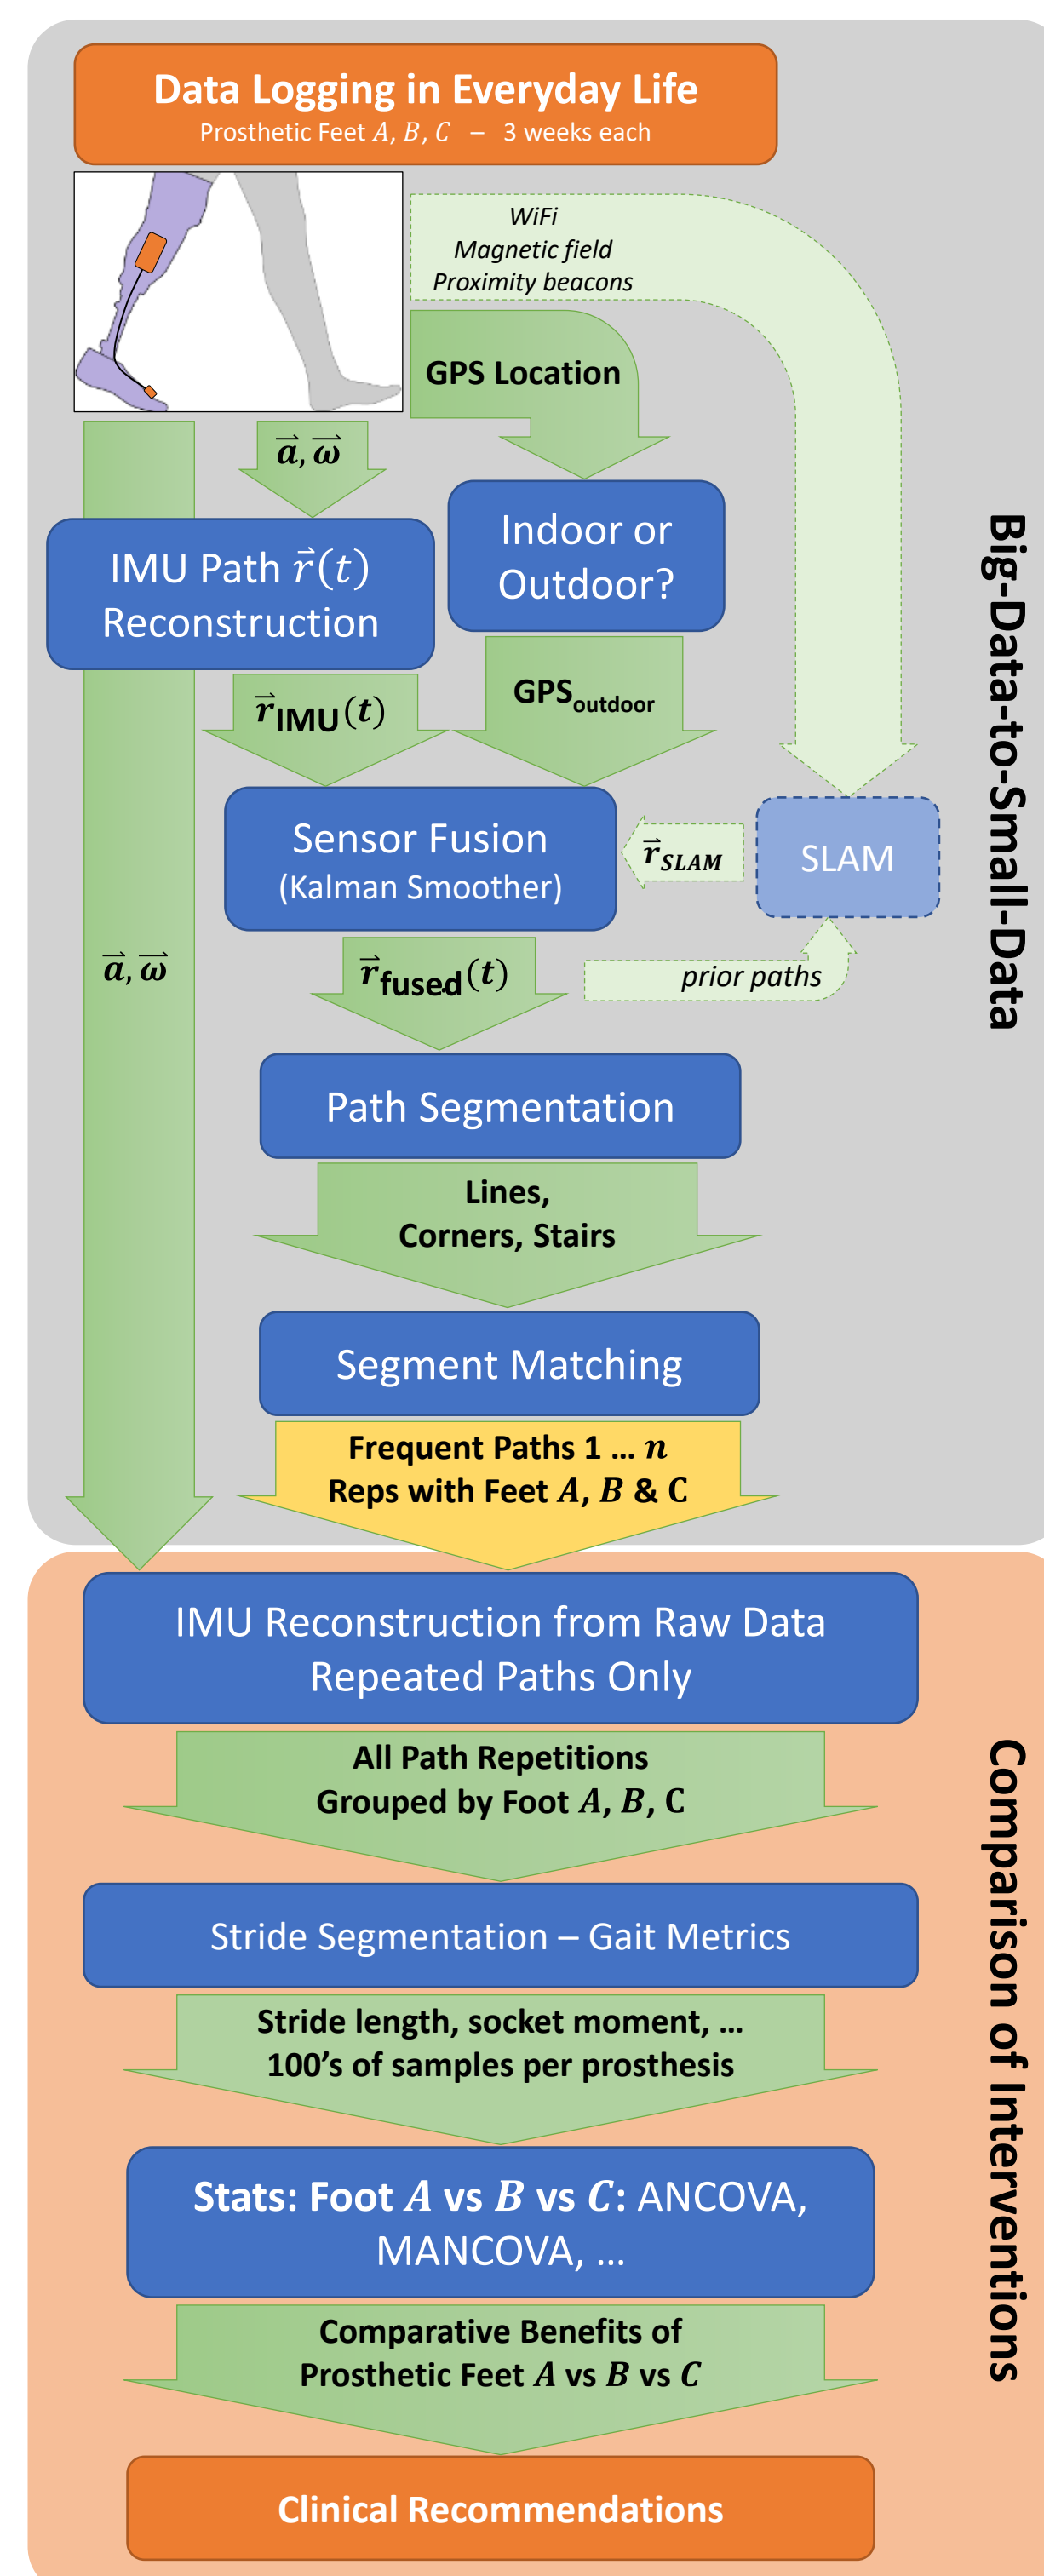 Data Logging in Everyday Life
Prosthetic Feet A, B, C – 3 weeks each
WiFi
Magnetic field
Proximity beacons
GPS Location
a⃗, ω⃗
IMU Path r⃗(t)
Reconstruction
Indoor or
Outdoor?
r⃗IMU(t)
GPSoutdoor
Sensor Fusion
(Kalman Smoother)
r⃗SLAM
SLAM
a⃗, ω⃗
r⃗fused(t)
prior paths
Path Segmentation
Lines,
Corners, Stairs
Segment Matching
Frequent Paths 1 … n
Reps with Feet A, B & C
Big-Data-to-Small-Data
IMU Reconstruction from Raw Data
Repeated Paths Only
All Path Repetitions
Grouped by Foot A, B, C
Stride Segmentation – Gait Metrics
Stride length, socket moment, …
100’s of samples per prosthesis
Stats: Foot A vs B vs C: ANCOVA,
MANCOVA, …
Comparative Benefits of
Prosthetic Feet A vs B vs C
Clinical Recommendations
Comparison of Interventions